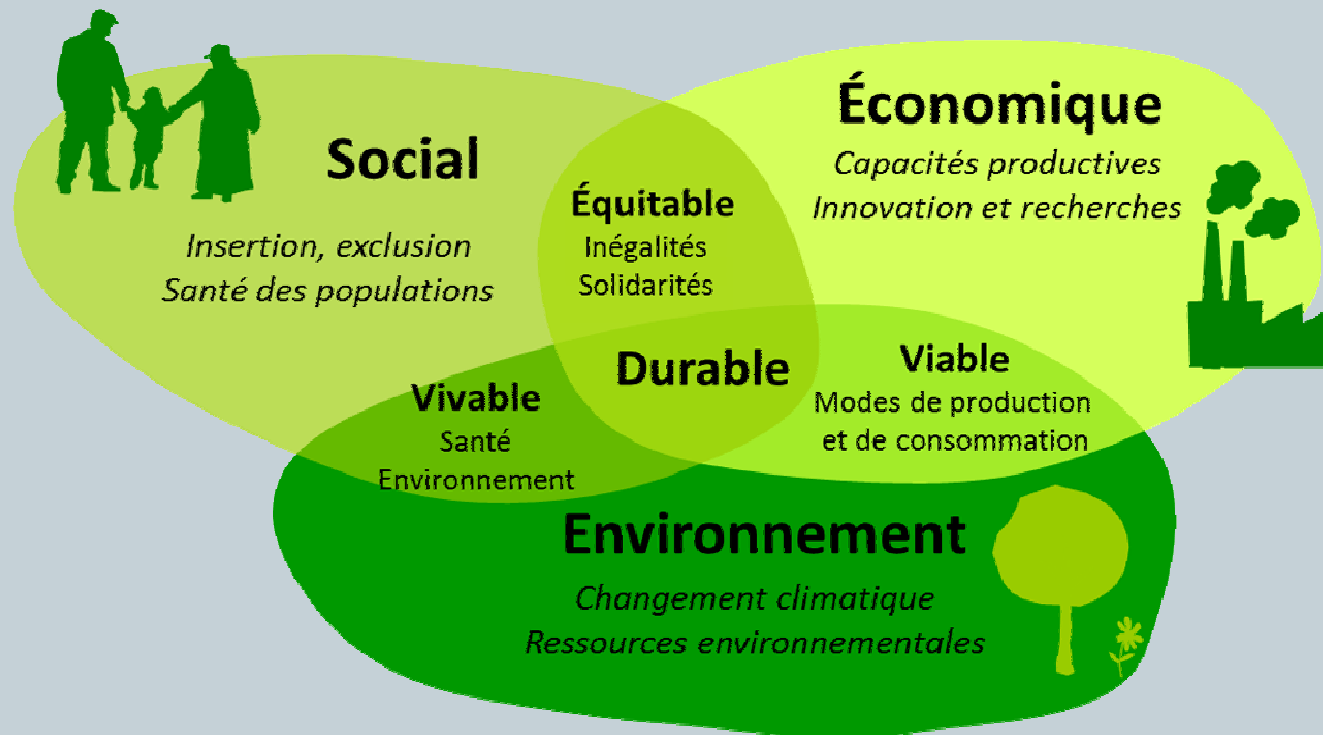 Social
Insertion, exclusion
Santé des populations
Économique
Capacités productives
Innovation et recherches
Équitable
Inégalités
Solidarités
Durable
Vivable
Santé
Environnement
Viable
Modes de production
et de consommation
Environnement
Changement climatique
Ressources environnementales